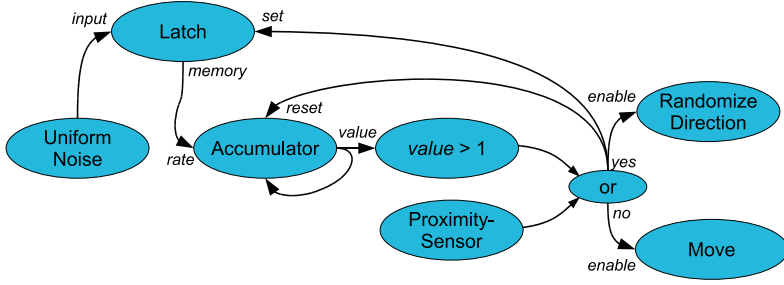 input
set
Latch
memory
Uniform
Noise
rate
reset
Accumulator
value
value > 1
Proximity-
Sensor
or
yes
no
enable
Randomize
Direction
enable
Move